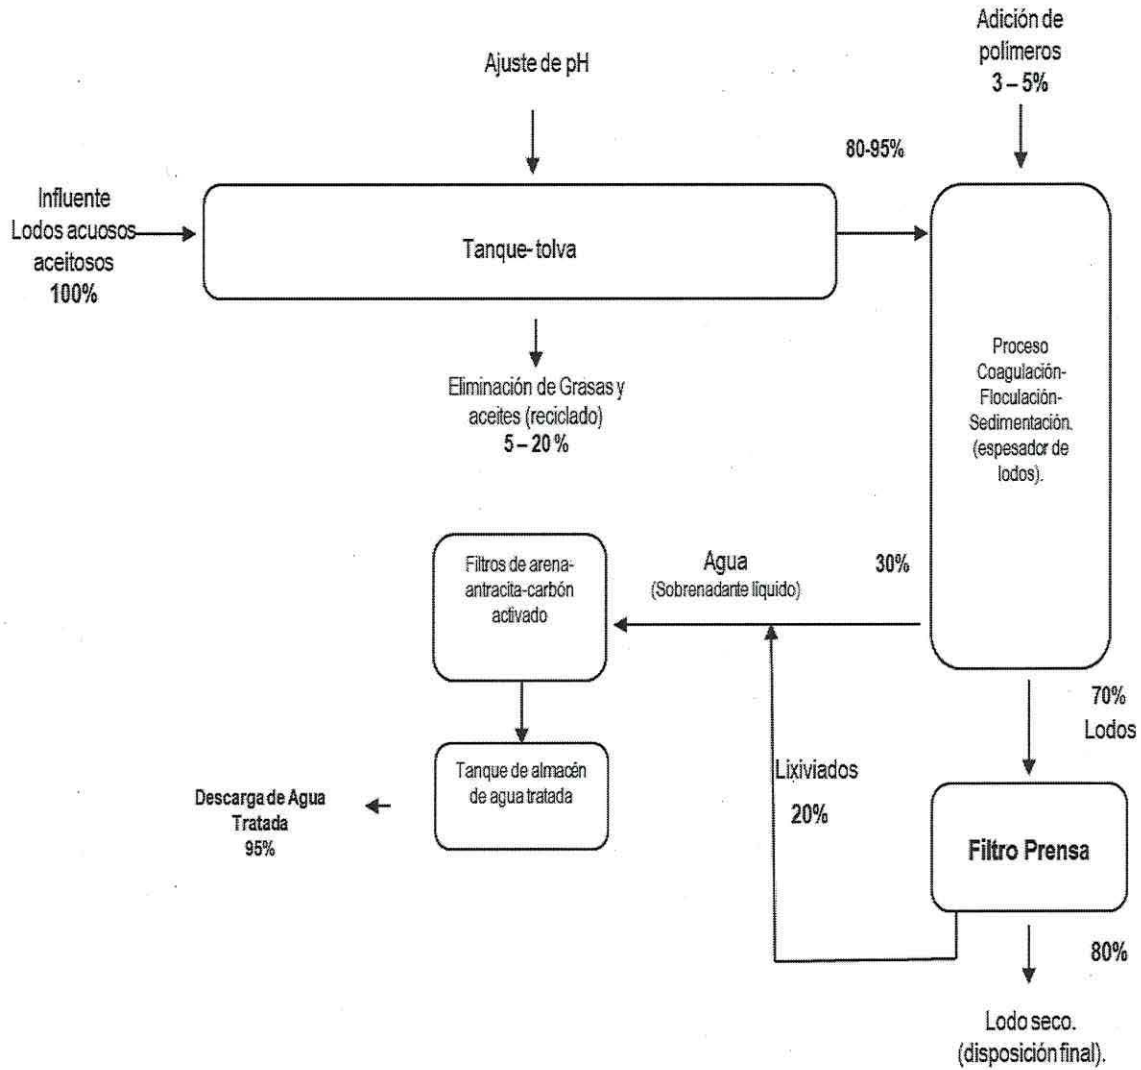 Adición de
polímeros
3 – 5%
Ajuste de pH
80-95%
Influente
Lodos acuosos
aceitosos
100%
Tanque- tolva
Proceso
Coagulación-
Floculación-
Sedimentación.
(espesador de
lodos).
Eliminación de Grasas y
aceites (reciclado)
5 – 20 %
Filtros de arena-
antracita-carbón
activado
Agua
(Sobrenadante líquido)
30%
70%
Lodos
Tanque de almacén
de agua tratada
Lixiviados
20%
Descarga de Agua
Tratada
95%
Filtro Prensa
80%
Lodo seco.
(disposición final).